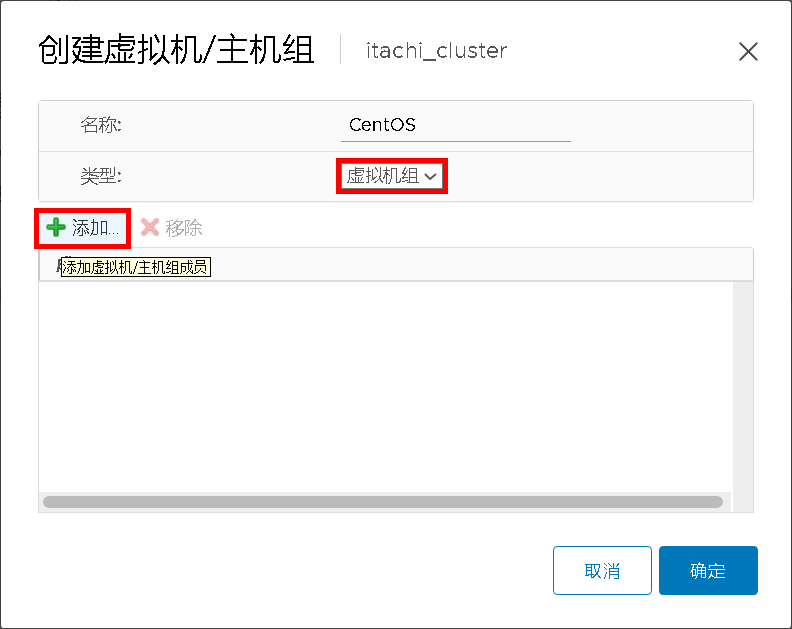 创建虚拟机/主机组 itachi_cluster
名称: CentOS
类型: 虚拟机组
添加... 移除
添加虚拟机/主机组成员
取消 确定